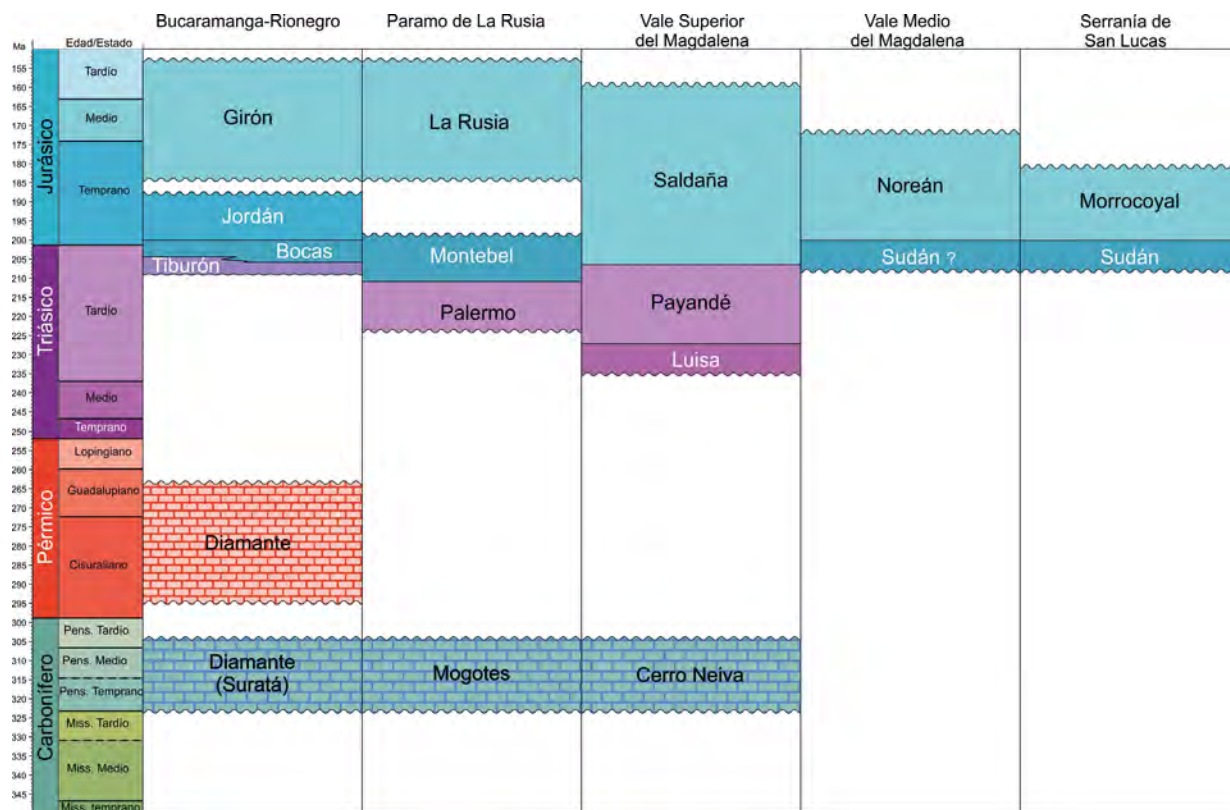 Bucaramanga-Rionegro
Paramo de La Rusia
Vale Superior
del Magdalena
Vale Medio
del Magdalena
Serranía de
San Lucas
Ma
Edad/Estado
155
160
165
170
175
180
185
190
195
200
205
210
215
220
225
230
235
240
245
250
255
260
265
270
275
280
285
290
295
300
305
310
315
320
325
330
335
340
345
Jurásico
Tardío
Medio
Temprano
Triásico
Tardío
Medio
Temprano
Pérmico
Lopingiano
Guadalupiano
Cisuraliano
Carbonífero
Pens. Tardío
Pens. Medio
Pens. Temprano
Miss. Tardío
Miss. Medio
Miss. temprano
Girón
Jordán
Bocas
Tiburón
Diamante
Diamante
(Suratá)
La Rusia
Montebel
Palermo
Mogotes
Saldaña
Payandé
Luisa
Cerro Neiva
Noreán
Sudán ?
Morrocoyal
Sudán